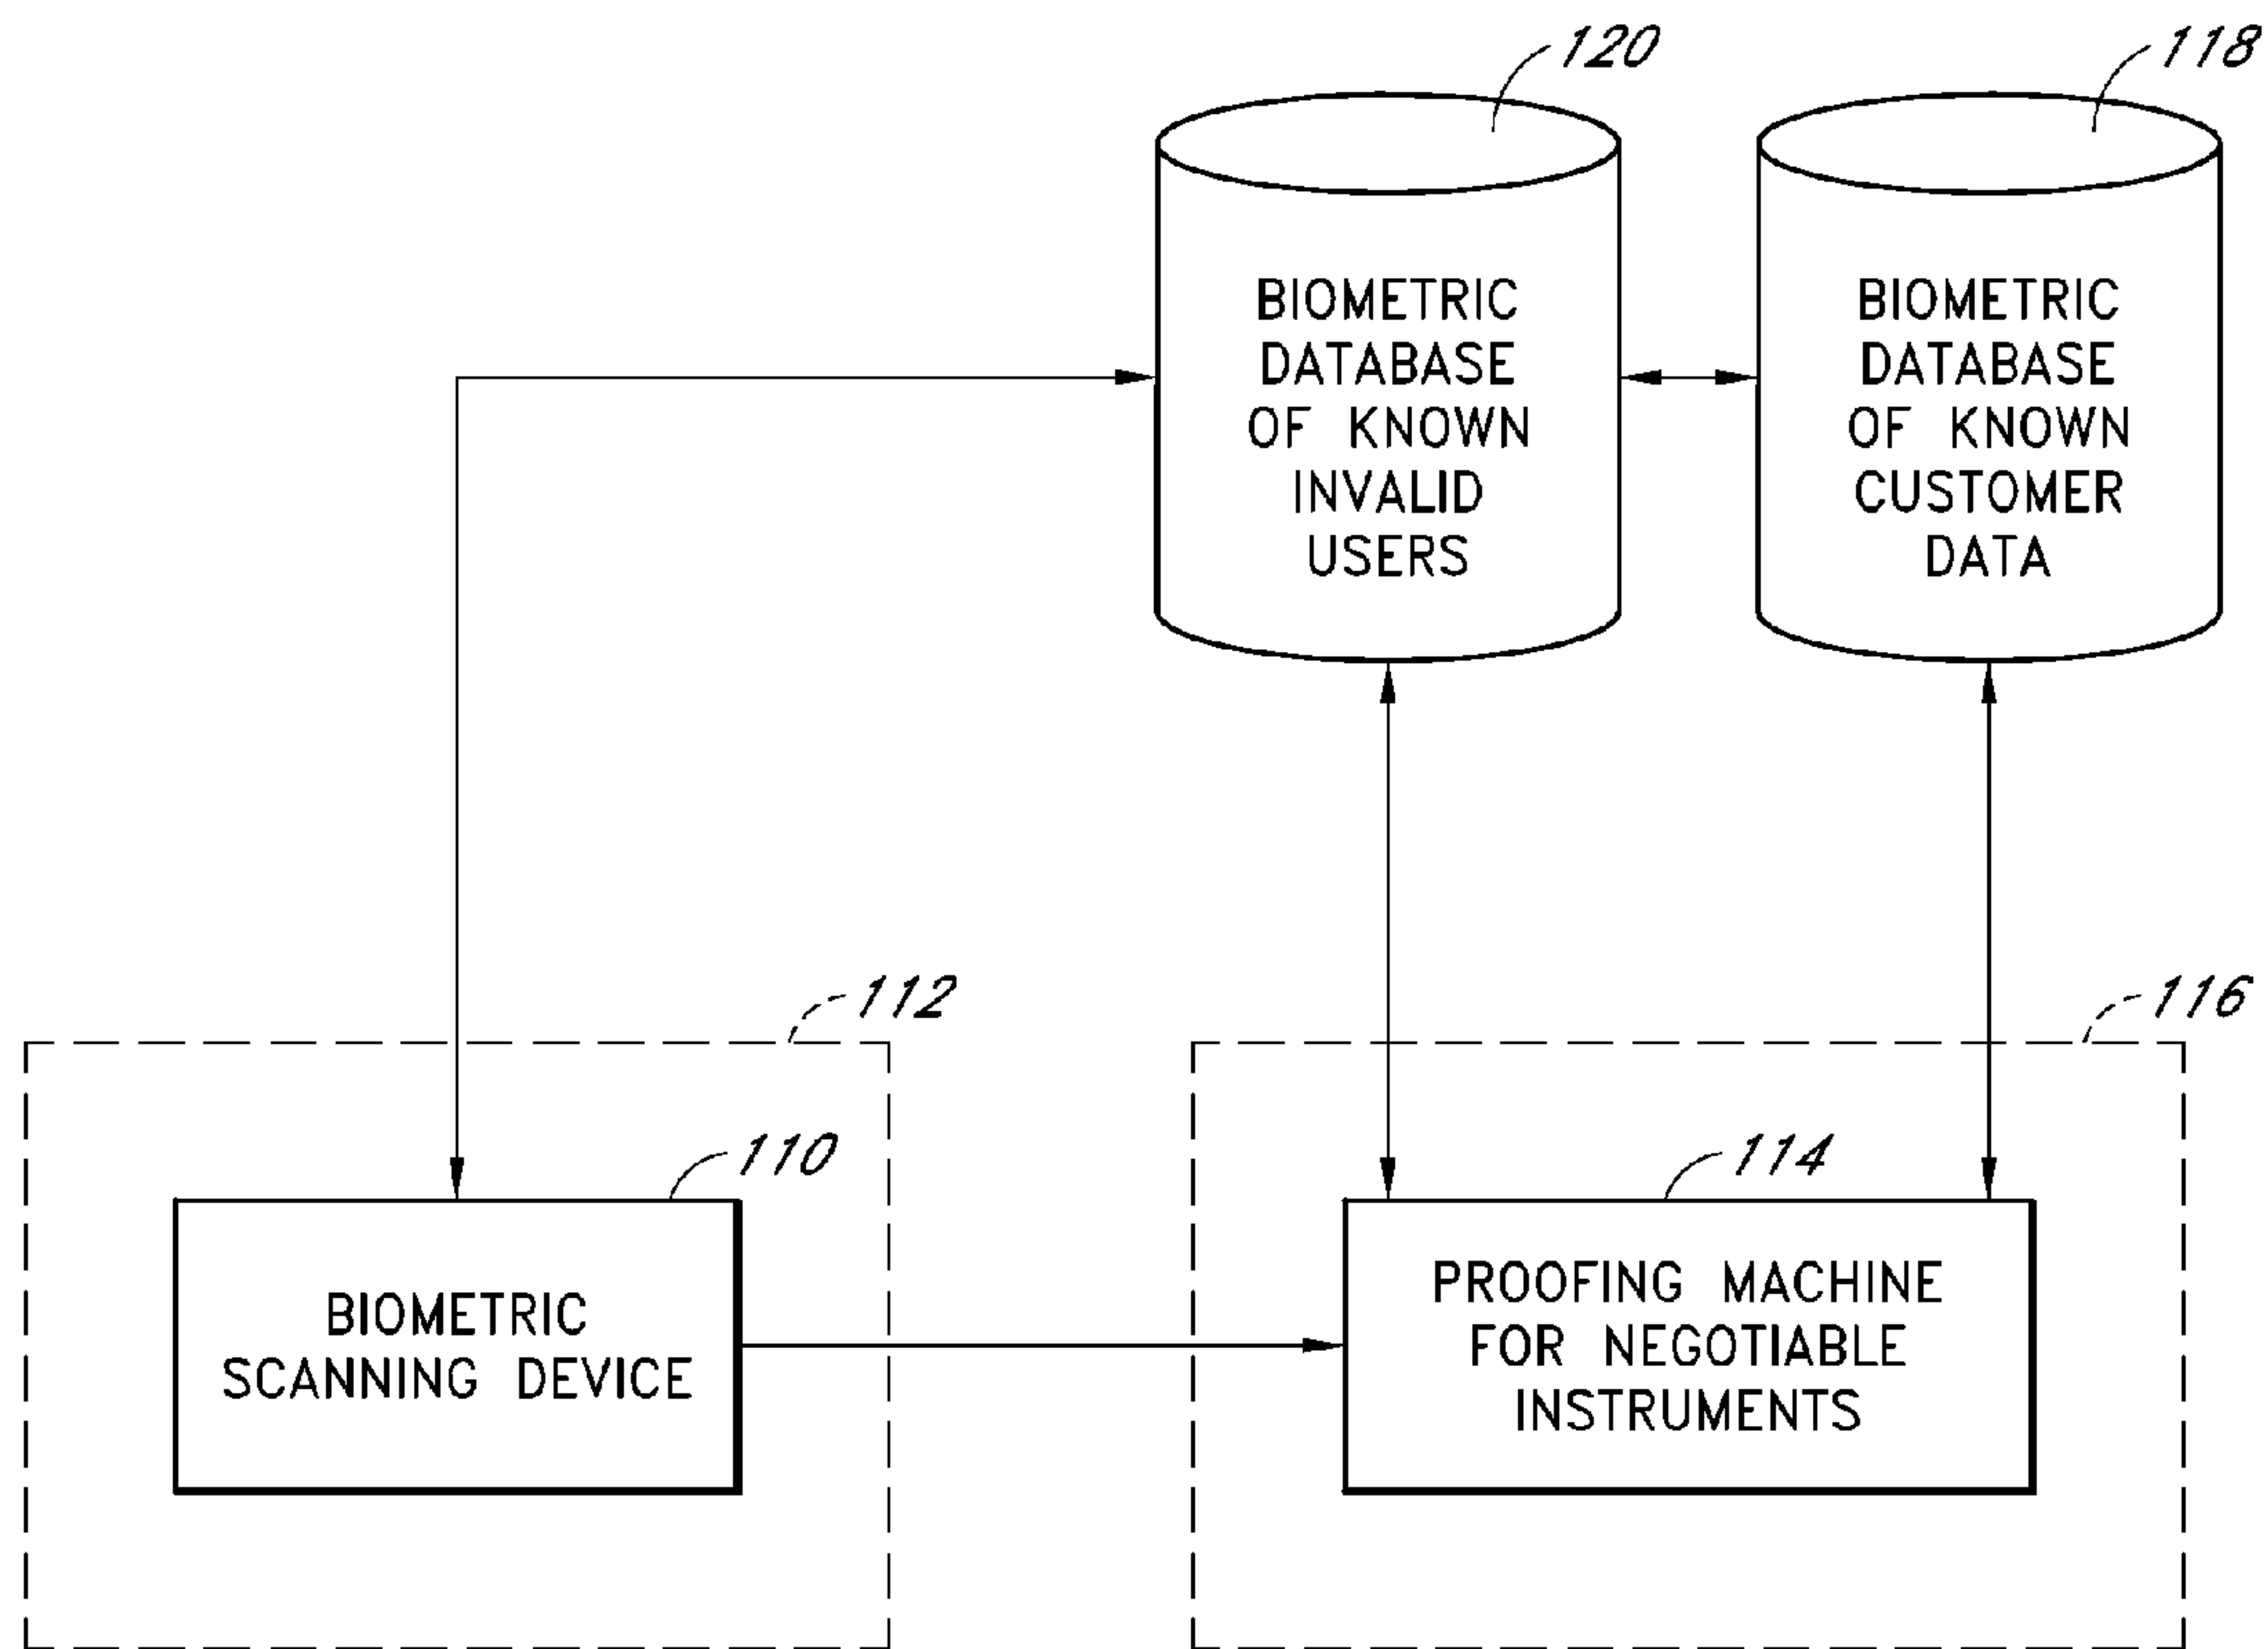 120
118
BIOMETRIC
DATABASE
OF KNOWN
INVALID
USERS
BIOMETRIC
DATABASE
OF KNOWN
CUSTOMER
DATA
112
116
110
114
BIOMETRIC
SCANNING DEVICE
PROOFING MACHINE
FOR NEGOTIABLE
INSTRUMENTS